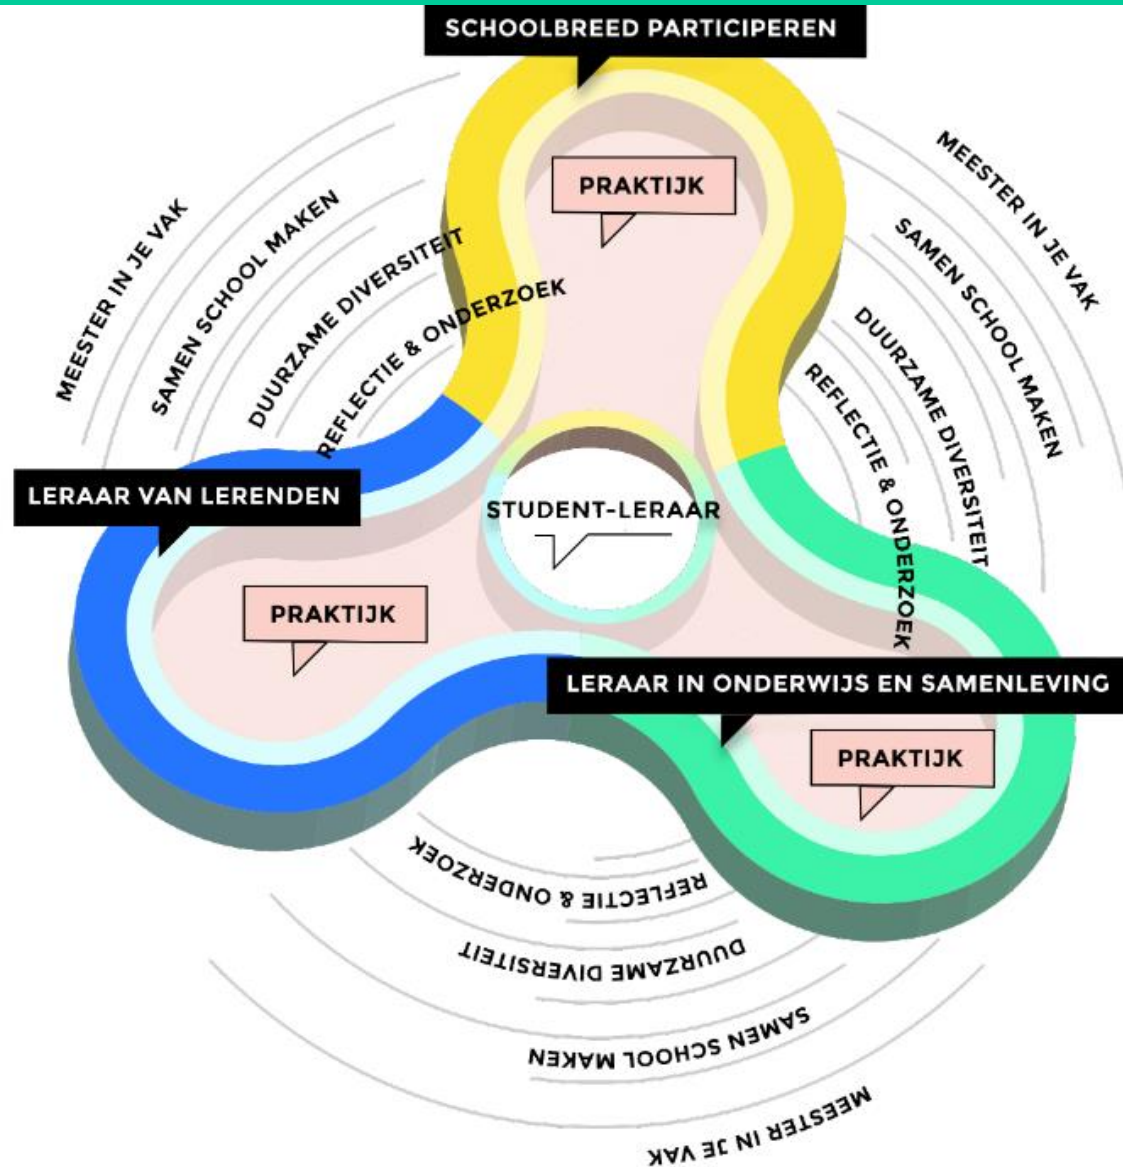 SCHOOLBREED PARTICIPEREN
PRAKTIJK
MEESTER IN JE VAK
SAMEN SCHOOL MAKEN
DUURZAME DIVERSITEIT
REFLECTIE & ONDERZOEK
MEESTER IN JE VAK
SAMEN SCHOOL MAKEN
DUURZAME DIVERSITEIT
REFLECTIE & ONDERZOEK
LERAAR VAN LERENDEN
STUDENT-LERAAR
PRAKTIJK
LERAAR IN ONDERWIJS EN SAMENLEVING
PRAKTIJK
REFLECTIE & ONDERZOEK
DUURZAME DIVERSITEIT
SAMEN SCHOOL MAKEN
MEESTER IN JE VAK